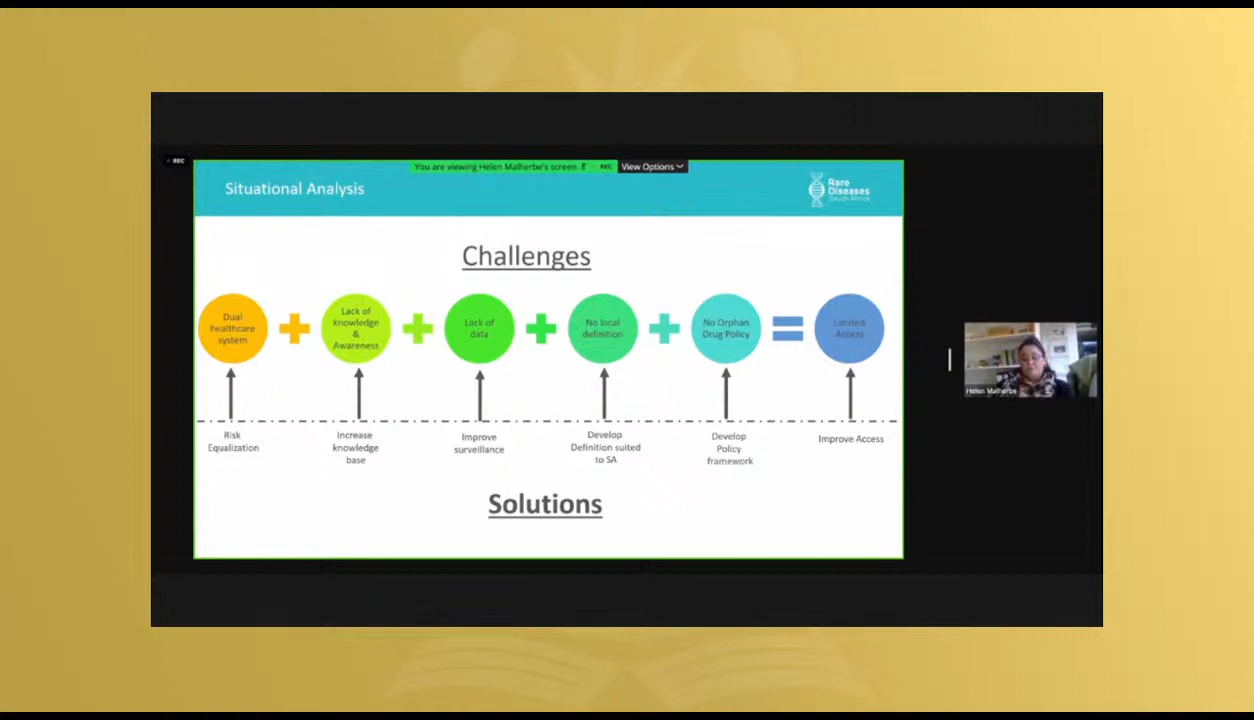 REC
You are viewing Helen Malherbe's screen
REC
View Options
Situational Analysis
Rare
Diseases
South Africa
Challenges
Dual
healthcare
system
Lack of
knowledge
&
Awareness
Lack of
data
No local
definition
No Orphan
Drug Policy
Limited
Access
Risk
Equalization
Increase
knowledge
base
Improve
surveillance
Develop
Definition suited
to SA
Develop
Policy
framework
Improve Access
Solutions
Helen Malherbe